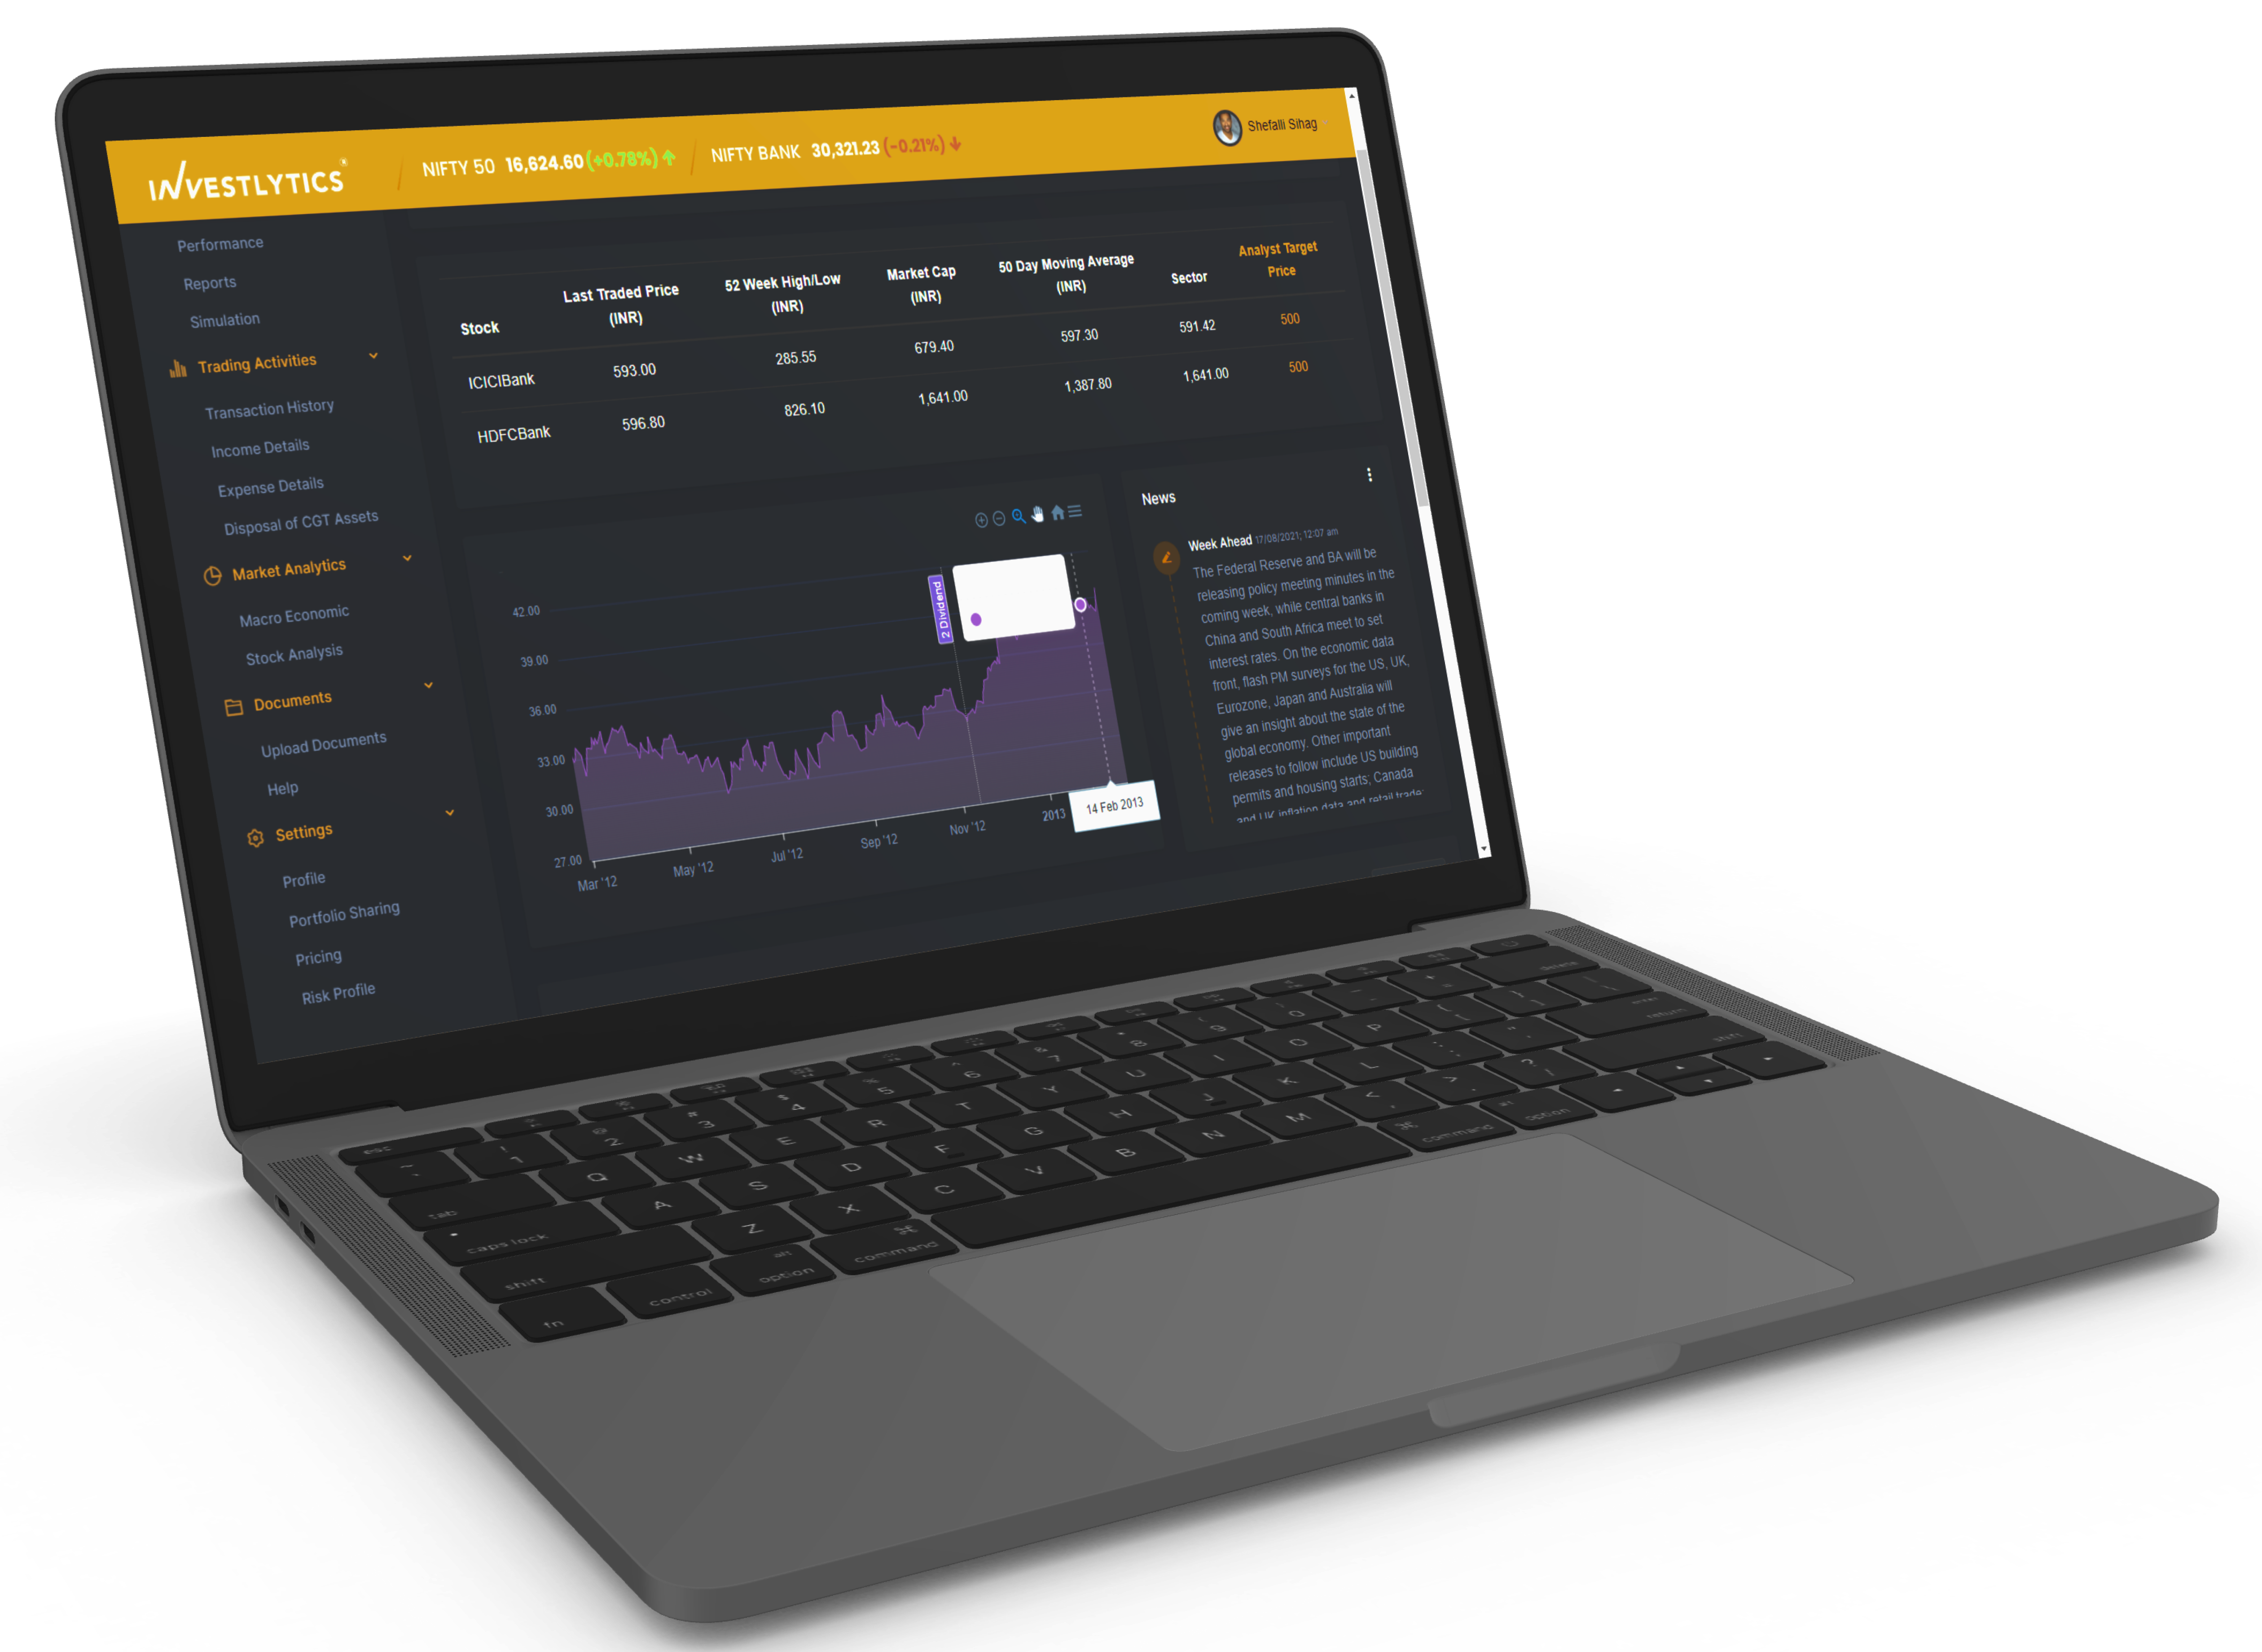 INVESTLYTICS
NIFTY 50 16,624.60 (+0.78%)
NIFTY BANK 30,321.23 (-0.21%)
Shefalli Sihag
Performance
Reports
Simulation
Trading Activities
Transaction History
Income Details
Expense Details
Disposal of CGT Assets
Market Analytics
Macro Economic
Stock Analysis
Documents
Upload Documents
Help
Settings
Profile
Portfolio Sharing
Pricing
Risk Profile
Stock
Last Traded Price
(INR)
52 Week High/Low
(INR)
Market Cap
(INR)
50 Day Moving Average
(INR)
Sector
Analyst Target
Price
ICICIBank 593.00 285.55 679.40 597.30 591.42 500
HDFCBank 596.80 826.10 1,641.00 1,387.80 1,641.00 500
2 Dividend
42.00
39.00
36.00
33.00
30.00
27.00
Mar '12
May '12
Jul '12
Sep '12
Nov '12
2013
14 Feb 2013
News
Week Ahead 17/08/2021; 12:07 am
The Federal Reserve and BA will be
releasing policy meeting minutes in the
coming week, while central banks in
China and South Africa meet to set
interest rates. On the economic data
front, flash PM surveys for the US, UK,
Eurozone, Japan and Australia will
give an insight about the state of the
global economy. Other important
releases to follow include US building
permits and housing starts; Canada
and UK inflation data and retail trade;
esc
~
! 1
@ 2
# 3
$ 4
% 5
^ 6
& 7
* 8
( 9
) 0
delete
tab
Q W E R T Y U I O P
enter
return
caps lock
A S D F G H J K L
shift
Z X C V B N M < , > . ? /
shift
fn
control
alt
option
⌘
command
⌘
command
alt
option